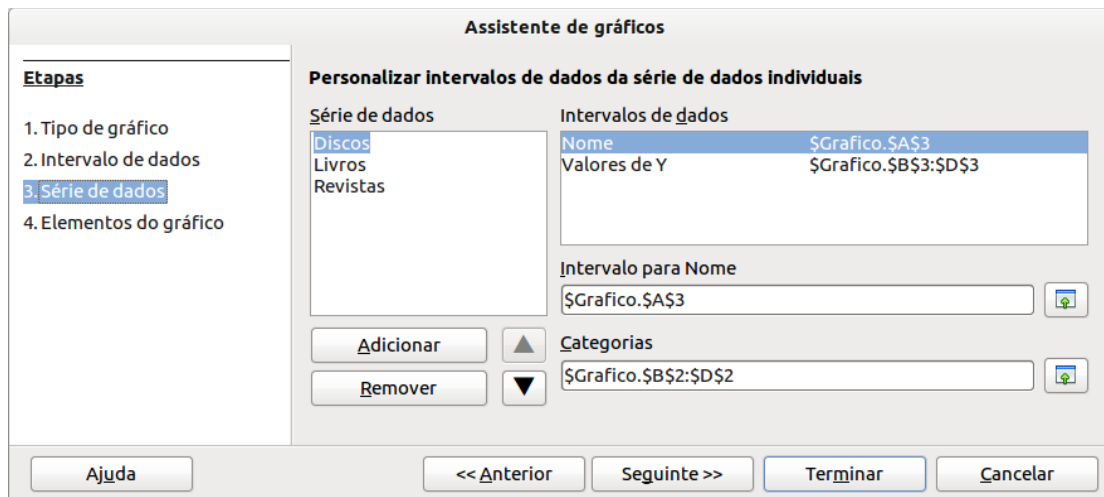 Assistente de gráficos
Etapas
1. Tipo de gráfico
2. Intervalo de dados
3. Série de dados
4. Elementos do gráfico
Personalizar intervalos de dados da série de dados individuais
Série de dados
Discos
Livros
Revistas
Adicionar
Remover
Intervalos de dados
Nome $Grafico.$A$3
Valores de Y $Grafico.$B$3:$D$3
Intervalo para Nome
$Grafico.$A$3
Categorias
$Grafico.$B$2:$D$2
Ajuda
<< Anterior
Seguinte >>
Terminar
Cancelar